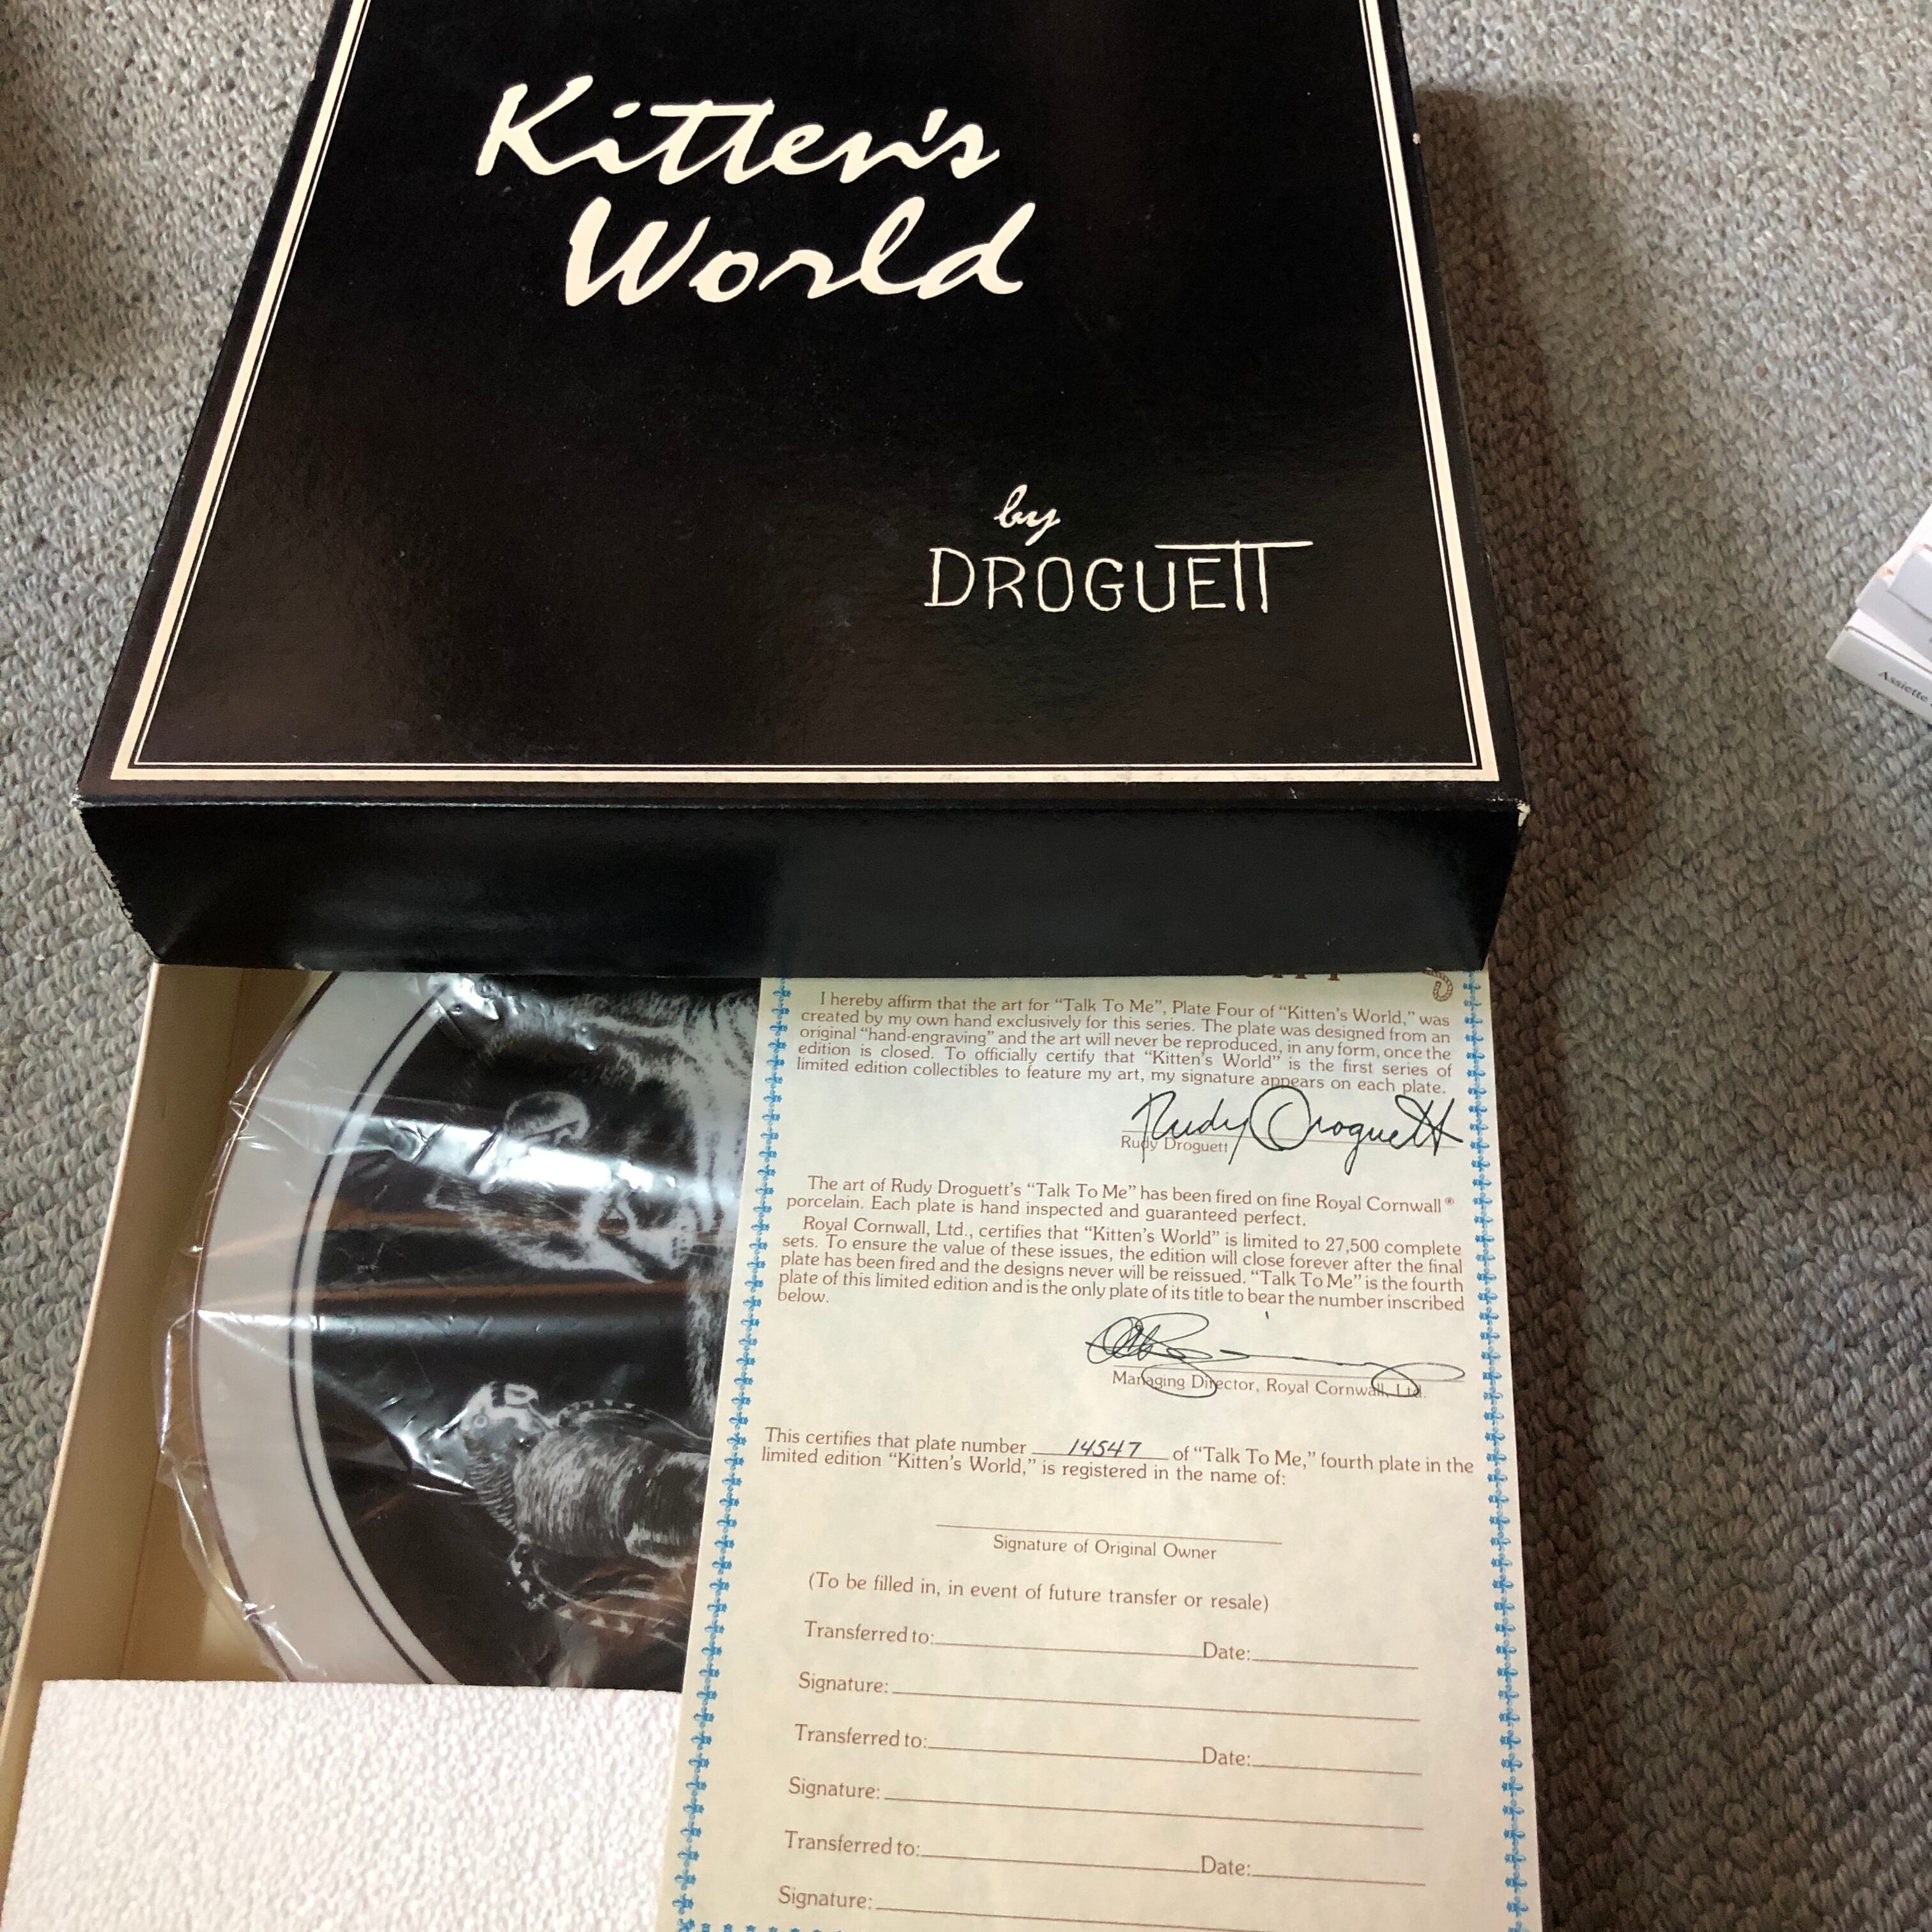 Kitten's
World
by
DROGUETT
I hereby affirm that the art for “Talk To Me”, Plate Four of “Kitten's World,” was
created by my own hand exclusively for this series. The plate was designed from an
original “hand-engraving” and the art will never be reproduced, in any form, once the
edition is closed. To officially certify that “Kitten's World” is the first series of
limited edition collectibles to feature my art, my signature appears on each plate.
Rudy Droguett
Rudy Droguett
The art of Rudy Droguett's “Talk To Me” has been fired on fine Royal Cornwall®
porcelain. Each plate is hand inspected and guaranteed perfect.
Royal Cornwall, Ltd., certifies that “Kitten's World” is limited to 27,500 complete
sets. To ensure the value of these issues, the edition will close forever after the final
plate has been fired and the designs never will be reissued. “Talk To Me” is the fourth
plate of this limited edition and is the only plate of its title to bear the number inscribed
below.
Managing Director, Royal Cornwall, Ltd.
This certifies that plate number 14547 of “Talk To Me,” fourth plate in the
limited edition “Kitten's World,” is registered in the name of:
Signature of Original Owner
(To be filled in, in event of future transfer or resale)
Transferred to: Date:
Signature:
Transferred to: Date:
Signature:
Transferred to: Date:
Signature:
Assiette